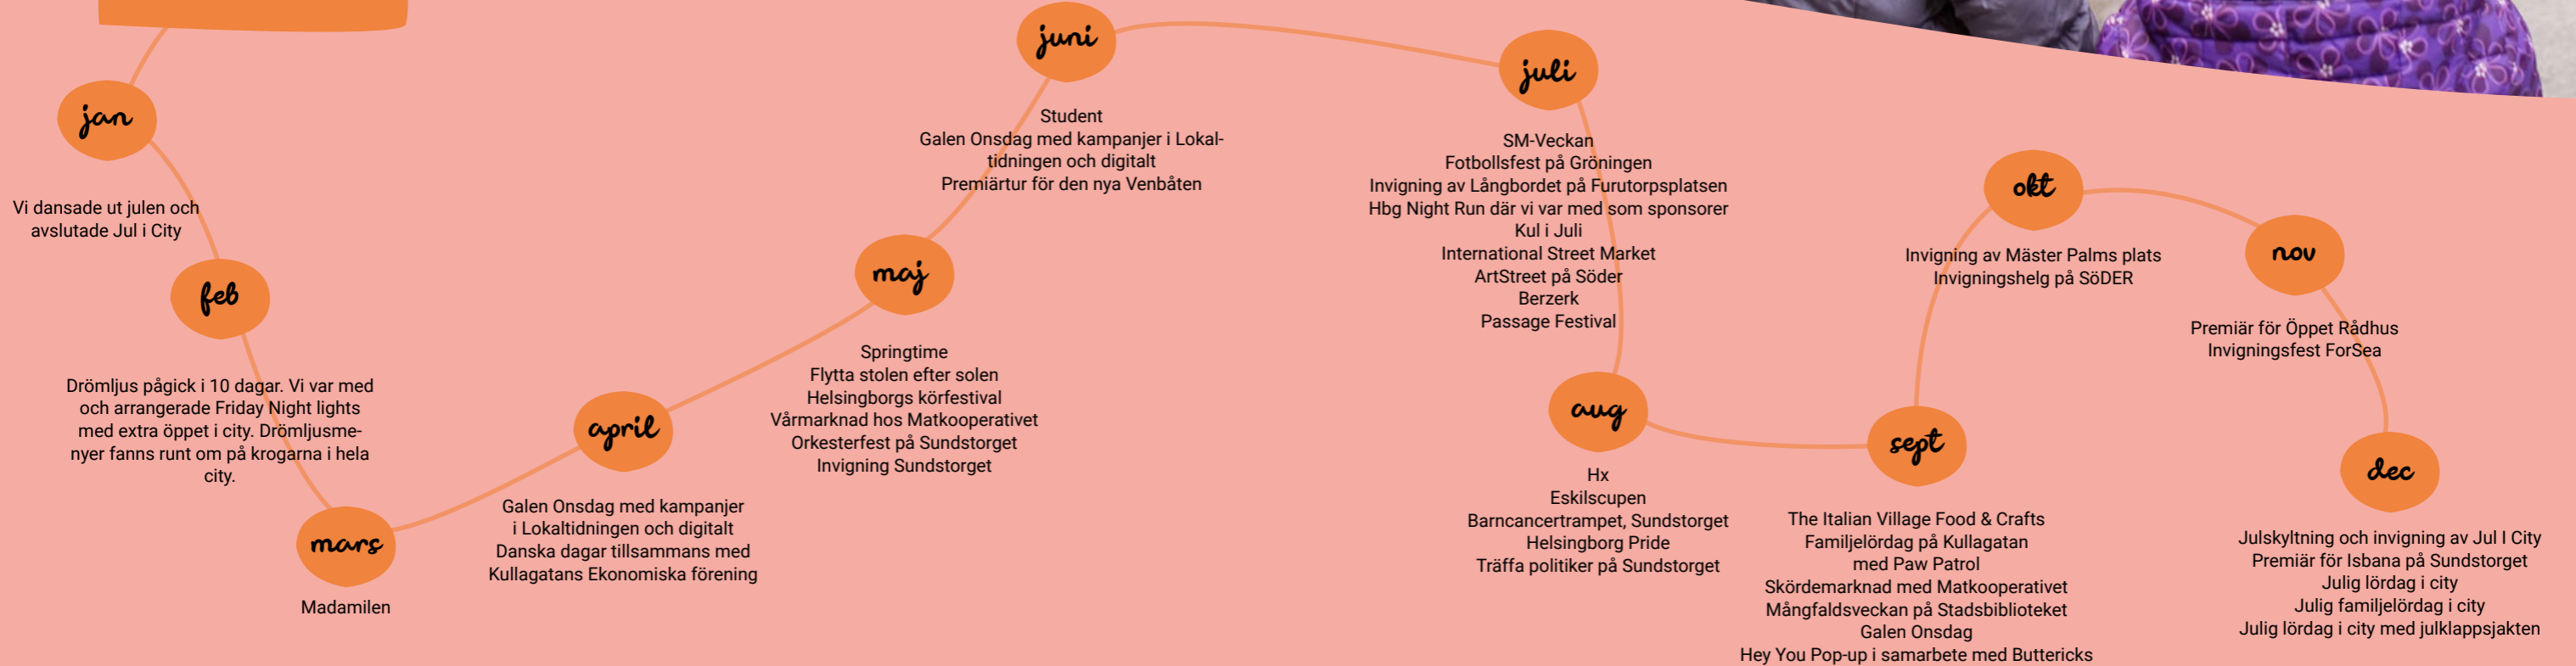 jan
Vi dansade ut julen och
avslutade Jul i City
feb
Drömljus pågick i 10 dagar. Vi var med
och arrangerade Friday Night lights
med extra öppet i city. Drömljusme-
nyer fanns runt om på krogarna i hela
city.
mars
Madamilen
april
Galen Onsdag med kampanjer
i Lokaltidningen och digitalt
Danska dagar tillsammans med
Kullagatans Ekonomiska förening
maj
Springtime
Flytta stolen efter solen
Helsingborgs körfestival
Vårmarknad hos Matkooperativet
Orkesterfest på Sundstorget
Invigning Sundstorget
juni
Student
Galen Onsdag med kampanjer i Lokal-
tidningen och digitalt
Premiärtur för den nya Venbåten
juli
SM-Veckan
Fotbollsfest på Gröningen
Invigning av Långbordet på Furutorpsplatsen
Hbg Night Run där vi var med som sponsorer
Kul i Juli
International Street Market
ArtStreet på Söder
Berzerk
Passage Festival
aug
Hx
Eskilscupen
Barncancertrampet, Sundstorget
Helsingborg Pride
Träffa politiker på Sundstorget
sept
The Italian Village Food & Crafts
Familjelördag på Kullagatan
med Paw Patrol
Skördemarknad med Matkooperativet
Mångfaldsveckan på Stadsbiblioteket
Galen Onsdag
Hey You Pop-up i samarbete med Buttericks
okt
Invigning av Mäster Palms plats
Invigningshelg på SöDER
nov
Premiär för Öppet Rådhus
Invigningsfest ForSea
dec
Julskyltning och invigning av Jul I City
Premiär för Isbana på Sundstorget
Julig lördag i city
Julig familjelördag i city
Julig lördag i city med julklappsjakten